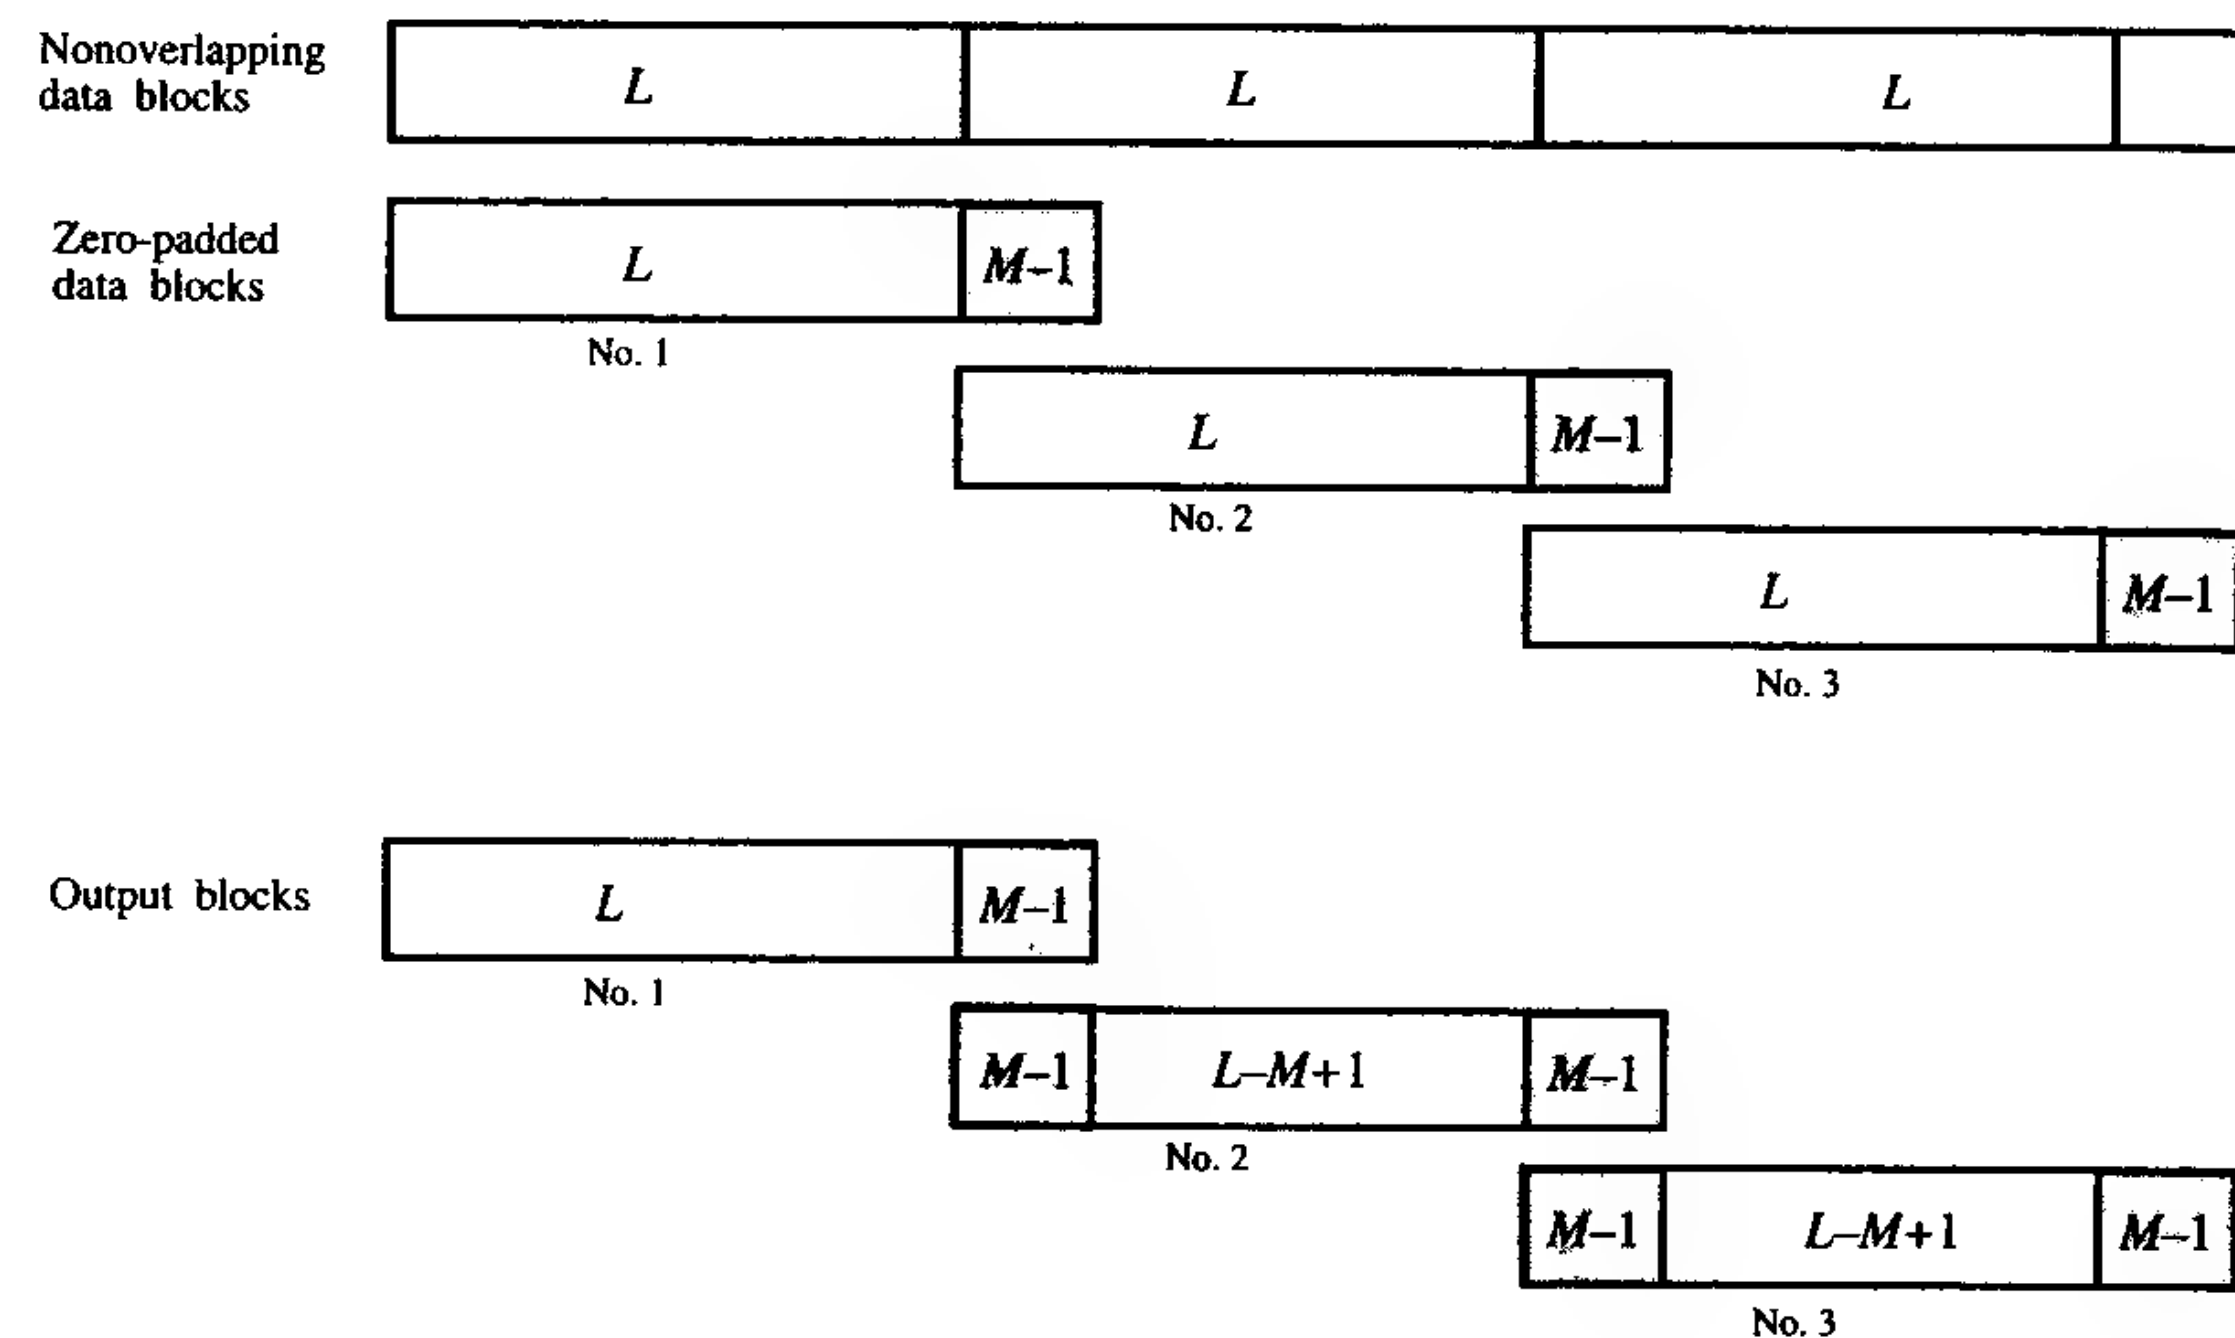 Nonoverlapping
data blocks
L L L
Zero-padded
data blocks
L M–1
No. 1
L M–1
No. 2
L M–1
No. 3
Output blocks
L M–1
No. 1
M–1 L–M+1 M–1
No. 2
M–1 L–M+1 M–1
No. 3